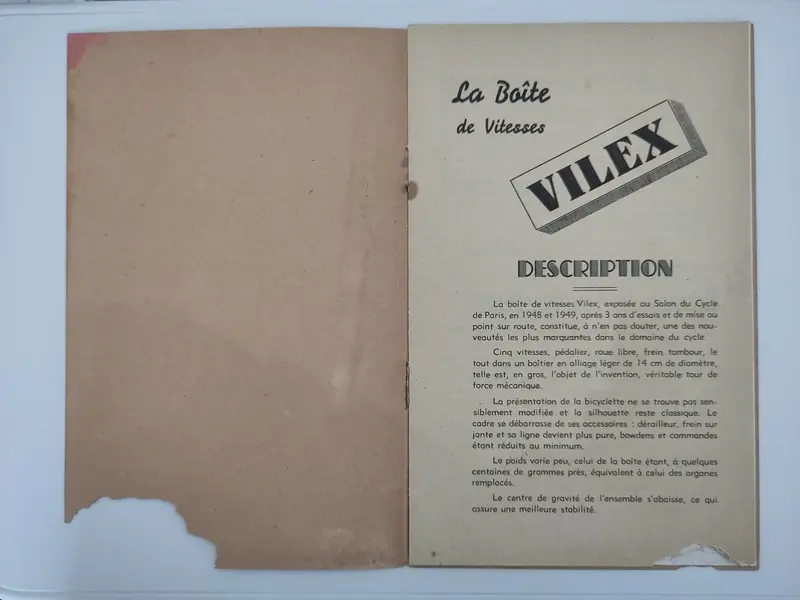 La Boîte
de Vitesses
VILEX
DESCRIPTION
La boîte de vitesses Vilex, exposée au Salon du Cycle
de Paris, en 1948 et 1949, après 3 ans d'essais et de mise au
point sur route, constitue, à n'en pas douter, une des nou-
veautés les plus marquantes dans le domaine du cycle.
Cinq vitesses, pédalier, roue libre, frein tambour, le
tout dans un boîtier en alliage léger de 14 cm de diamètre,
telle est, en gros, l'objet de l'invention, véritable tour de
force mécanique.
La présentation de la bicyclette ne se trouve pas sen-
siblement modifiée et la silhouette reste classique. Le
cadre se débarrasse de ses accessoires : dérailleur, frein sur
jante et sa ligne devient plus pure, bowdens et commandes
étant réduits au minimum.
Le poids varie peu, celui de la boîte étant, à quelques
centaines de grammes près, équivalent à celui des organes
remplacés.
Le centre de gravité de l'ensemble s'abaisse, ce qui
assure une meilleure stabilité.